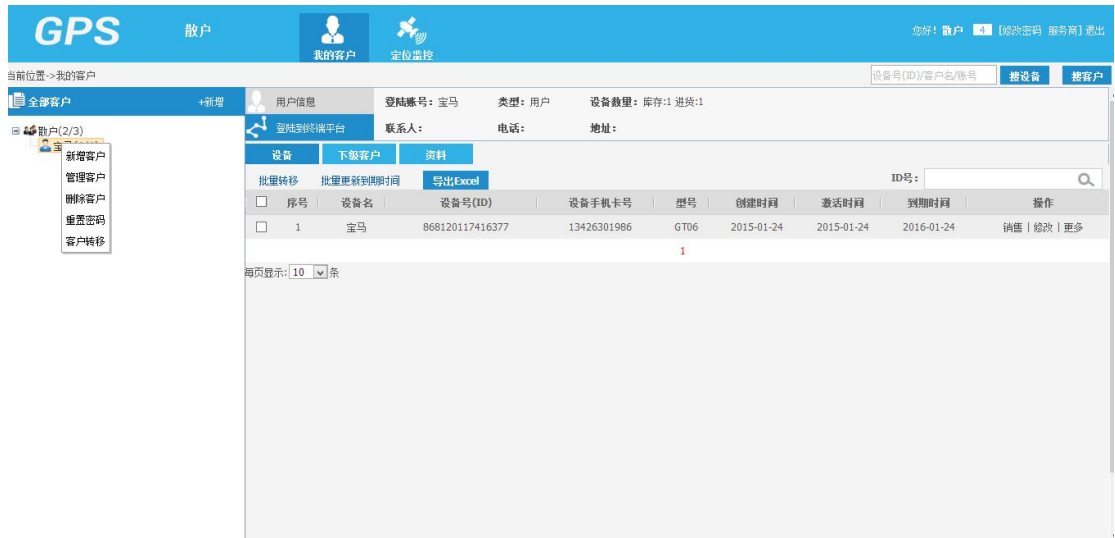 GPS 散户 我的客户 定位监控 您好! 散户 4 [修改密码 服务商] 退出
当前位置->我的客户 设备号(ID)/客户名/账号 搜设备 搜客户
全部客户 +新增 用户信息 登陆账号: 宝马 类型: 用户 设备数里: 库存:1 进货:1
登陆到终端平台 联系人: 电话: 地址:
散户(2/3)
新增客户
管理客户
删除客户
重置密码
客户转移
设备 下级客户 资料
批里转移 批里更新到期时间 导出Excel ID号:
序号 设备名 设备号(ID) 设备手机卡号 型号 创建时间 激活时间 到期时间 操作
1 宝马 868120117416377 13426301986 GT06 2015-01-24 2015-01-24 2016-01-24 销售 | 修改 | 更多
1
每页显示: 10 条